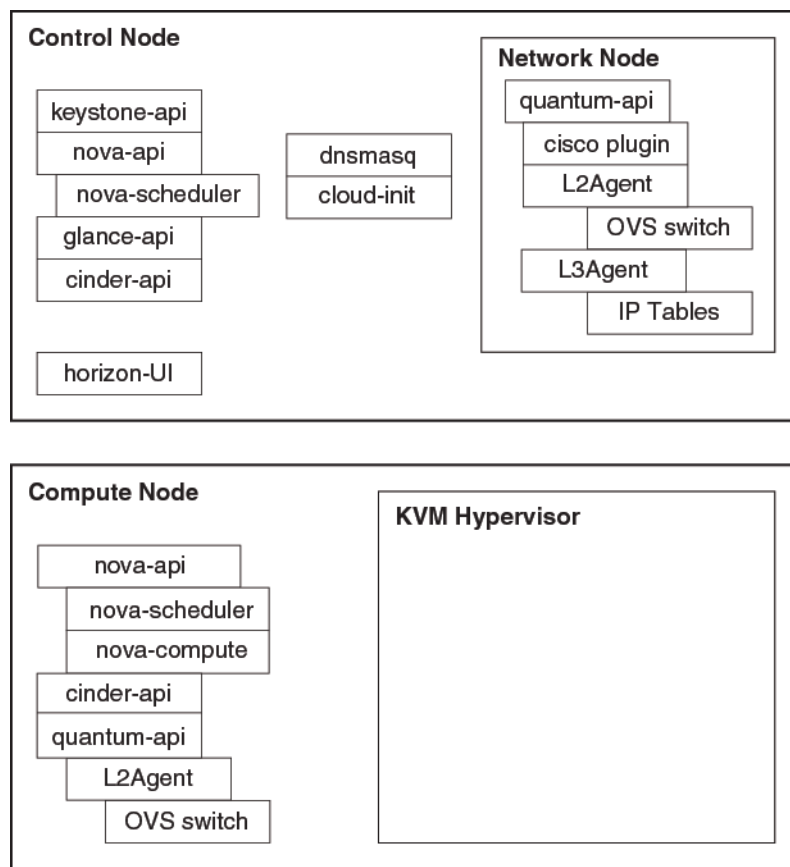 Control Node
keystone-api
nova-api
nova-scheduler
glance-api
cinder-api
horizon-UI
dnsmasq
cloud-init
Network Node
quantum-api
cisco plugin
L2Agent
OVS switch
L3Agent
IP Tables
Compute Node
nova-api
nova-scheduler
nova-compute
cinder-api
quantum-api
L2Agent
OVS switch
KVM Hypervisor